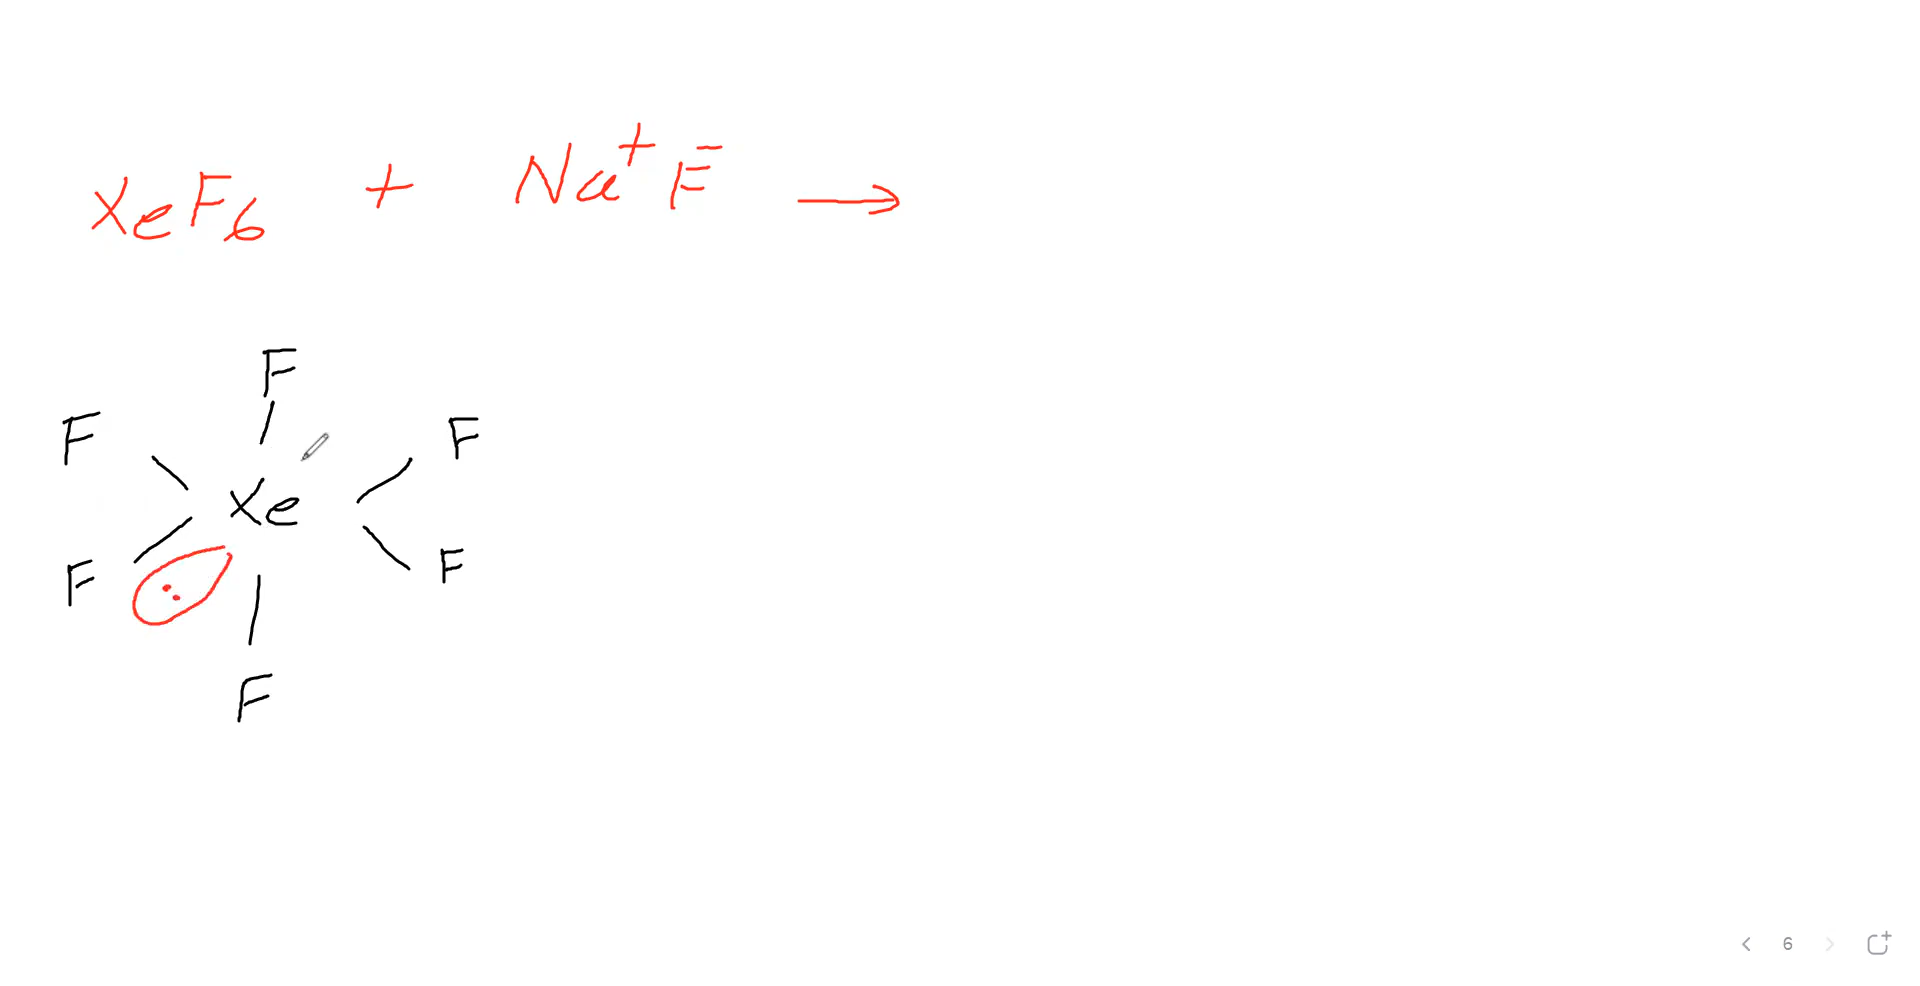 XeF6 + Na+ F- →
F
F F
Xe
F F
F
6